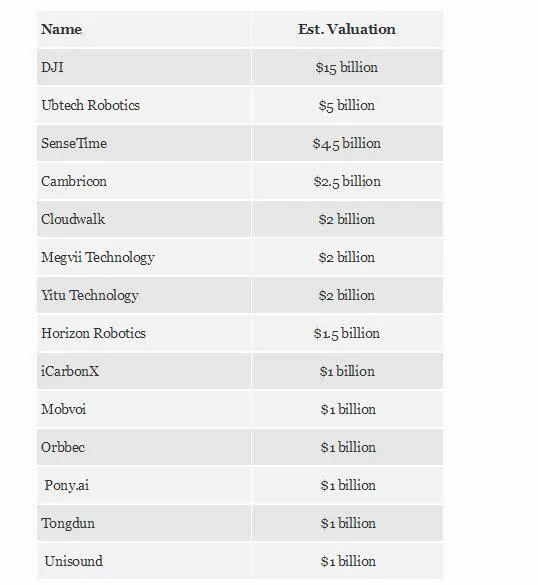 Name Est. Valuation
DJI $15 billion
Ubtech Robotics $5 billion
SenseTime $4.5 billion
Cambricon $2.5 billion
Cloudwalk $2 billion
Megvii Technology $2 billion
Yitu Technology $2 billion
Horizon Robotics $1.5 billion
iCarbonX $1 billion
Mobvoi $1 billion
Orbbec $1 billion
Pony.ai $1 billion
Tongdun $1 billion
Unisound $1 billion